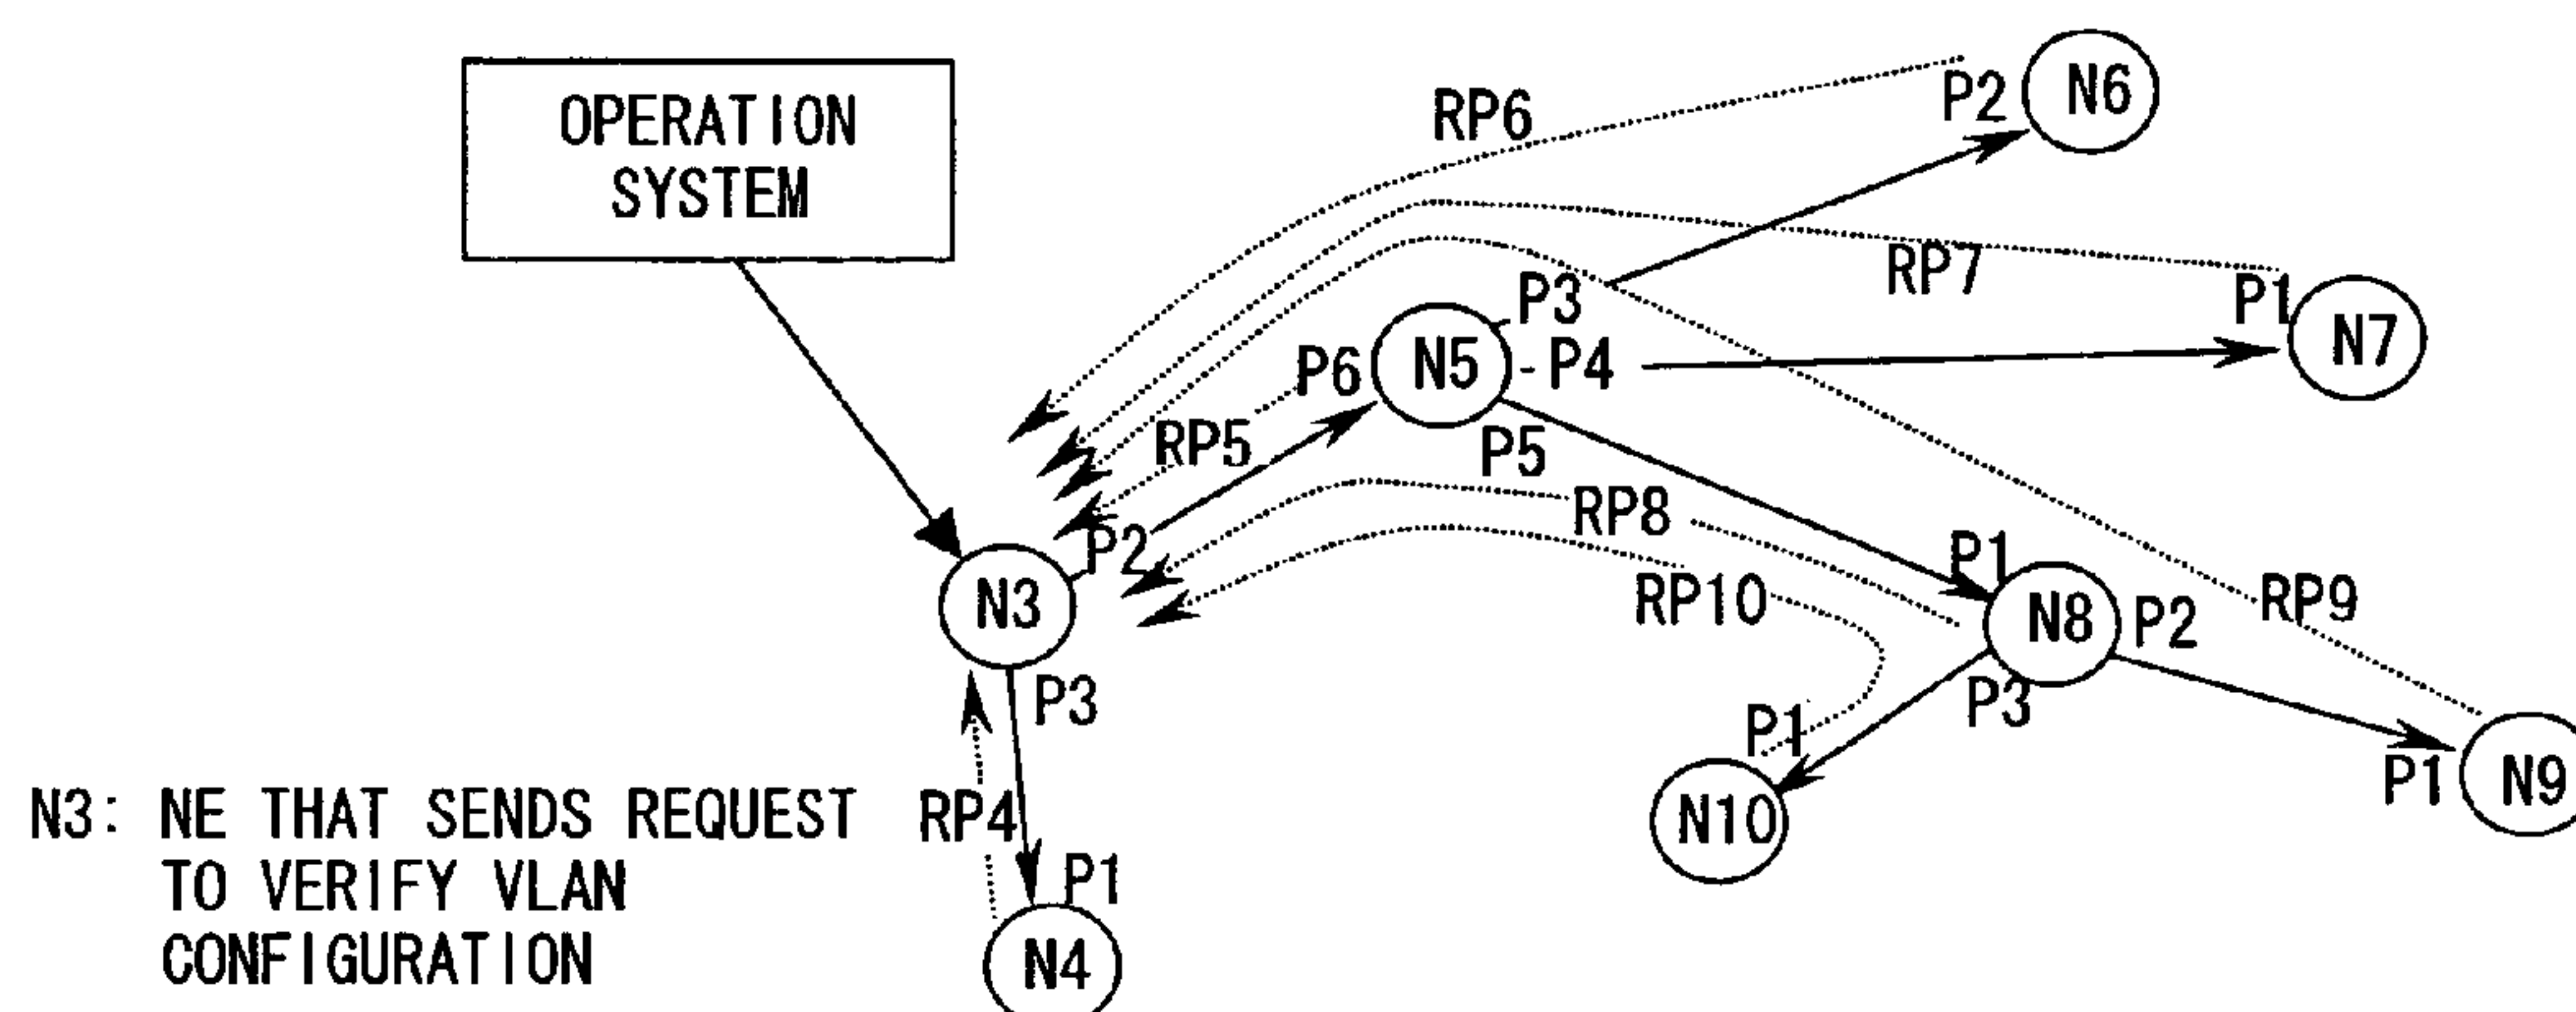 OPERATION
SYSTEM
RP6
P2
N6
RP7
P1
N7
P3
P6
N5
P4
RP5
P5
RP8
P2
N3
P1
N8
P2
RP9
RP10
P3
P3
P1
N10
P1
N9
RP4
P1
N4
N3: NE THAT SENDS REQUEST
TO VERIFY VLAN
CONFIGURATION